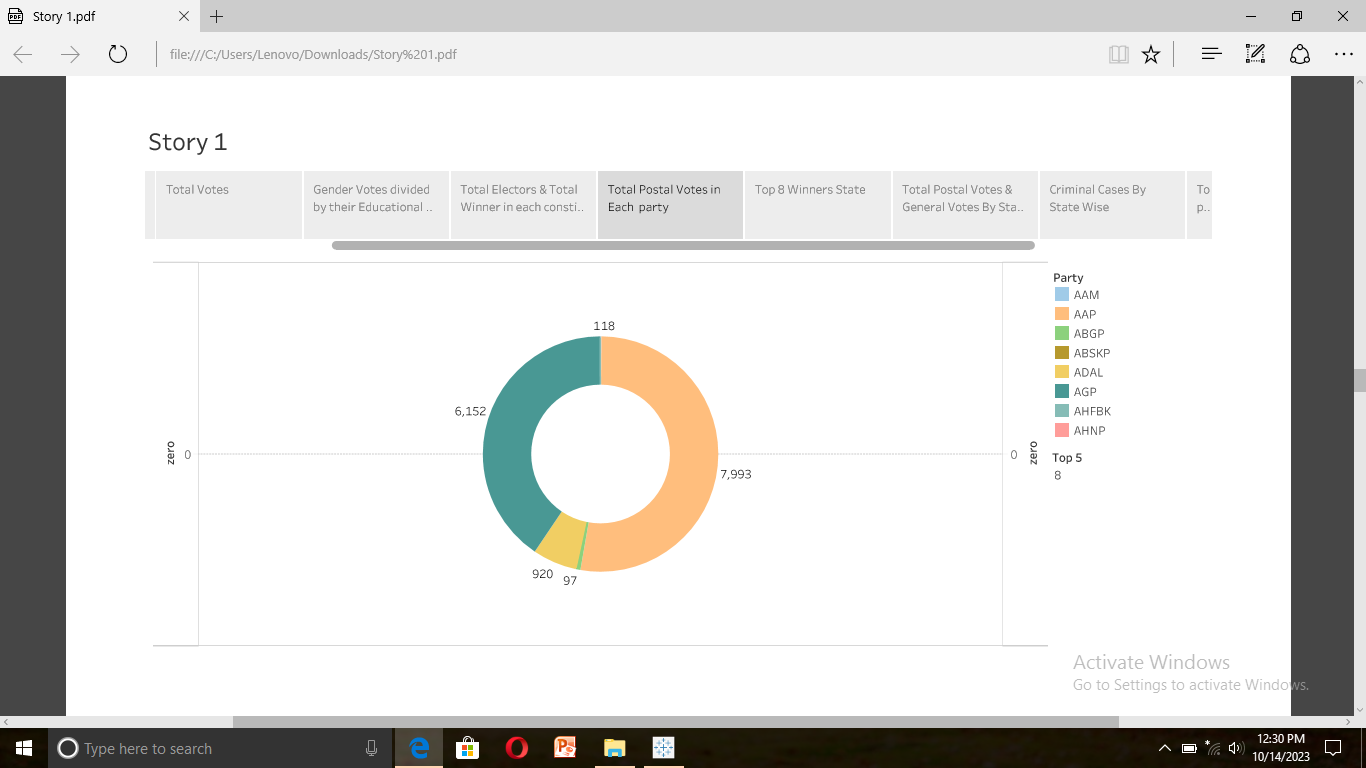 Story 1.pdf
file:///C:/Users/Lenovo/Downloads/Story%201.pdf
Story 1
Total Votes
Gender Votes divided
by their Educational ..
Total Electors & Total
Winner in each consti..
Total Postal Votes in
Each party
Top 8 Winners State
Total Postal Votes &
General Votes By Sta..
Criminal Cases By
State Wise
To
p..
118
6,152
7,993
920
97
zero
0
0
zero
Party
AAM
AAP
ABGP
ABSKP
ADAL
AGP
AHFBK
AHNP
Top 5
8
Activate Windows
Go to Settings to activate Windows.
Type here to search
12:30 PM
10/14/2023